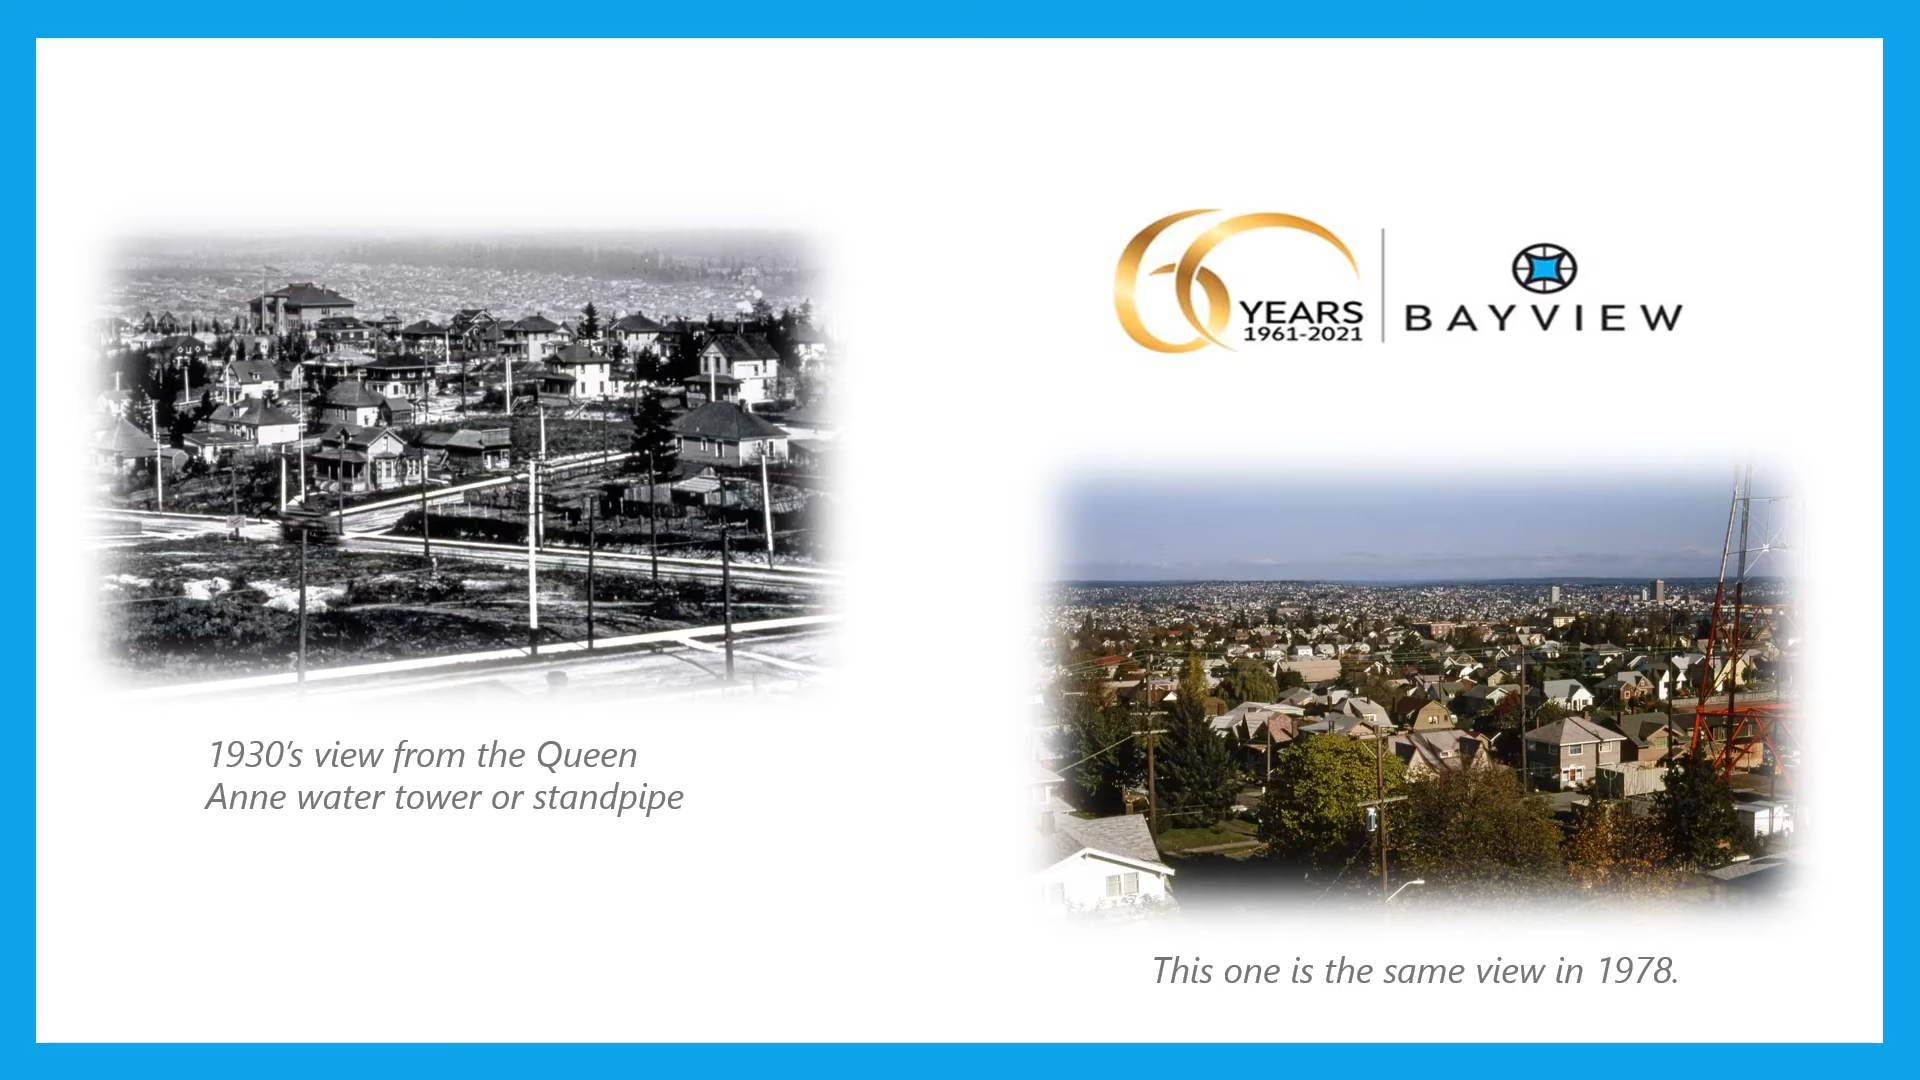 60 YEARS
1961-2021
BAYVIEW
1930's view from the Queen
Anne water tower or standpipe
This one is the same view in 1978.